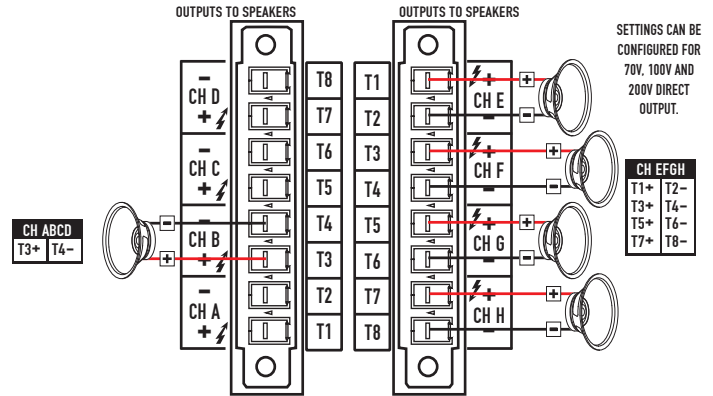 OUTPUTS TO SPEAKERS
OUTPUTS TO SPEAKERS
SETTINGS CAN BE
CONFIGURED FOR
70V, 100V AND
200V DIRECT
OUTPUT.
−
CH D
+
−
CH C
+
−
CH B
+
−
CH A
+
T8
T7
T6
T5
T4
T3
T2
T1
T1
T2
T3
T4
T5
T6
T7
T8
+
CH E
−
+
CH F
−
+
CH G
−
+
CH H
−
CH ABCD
T3+ T4−
−
+
+
−
+
−
+
−
+
−
CH EFGH
T1+ T2−
T3+ T4−
T5+ T6−
T7+ T8−